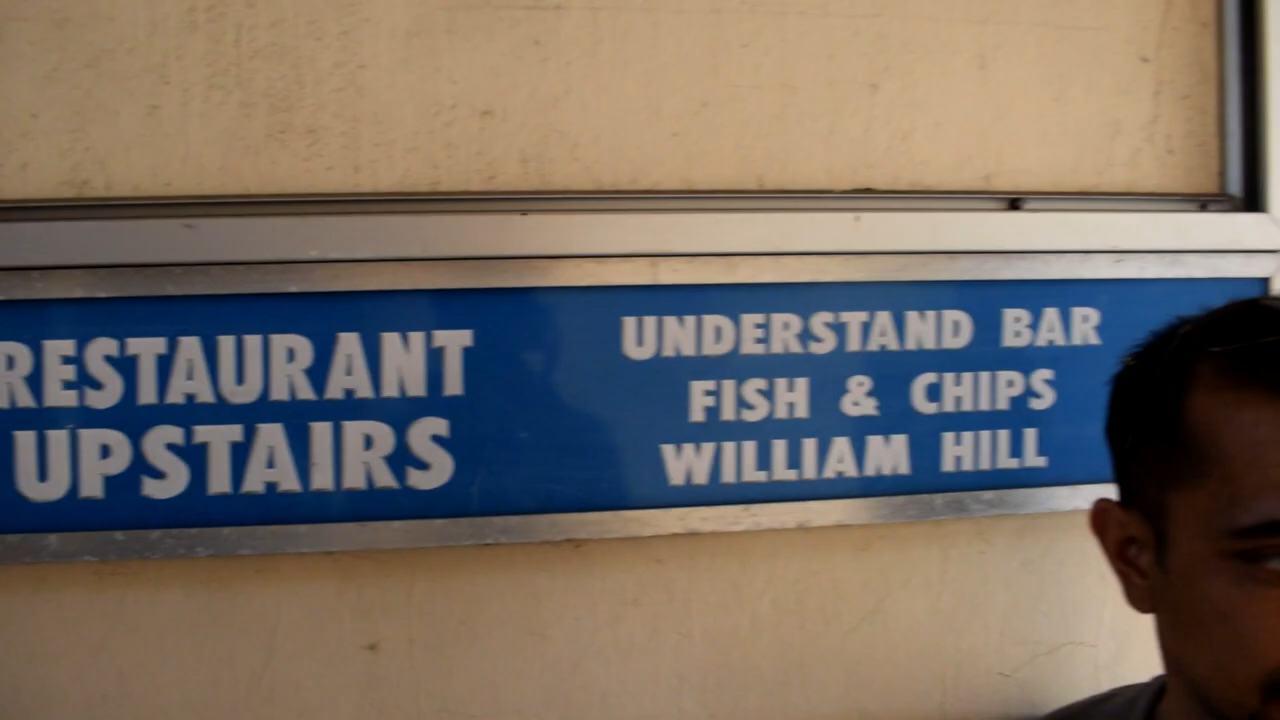 RESTAURANT
UPSTAIRS
UNDERSTAND BAR
FISH & CHIPS
WILLIAM HILL